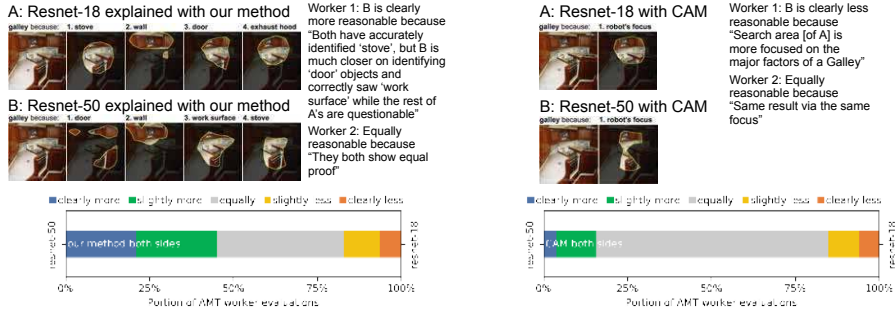 A: Resnet-18 explained with our method
galley because: 1. stove 2. wall 3. door 4. exhaust hood
B: Resnet-50 explained with our method
galley because: 1. door 2. wall 3. work surface 4. stove
Worker 1: B is clearly
more reasonable because
“Both have accurately
identified ‘stove’, but B is
much closer on identifying
‘door’ objects and
correctly saw ‘work
surface’ while the rest of
A’s are questionable”
Worker 2: Equally
reasonable because
“They both show equal
proof”
clearly more slightly more equally slightly less clearly less
resnet-50
our method both sides
resnet-18
0% 25% 50% 75% 100%
Portion of AMT worker evaluations
A: Resnet-18 with CAM
galley because: 1. robot's focus
B: Resnet-50 with CAM
galley because: 1. robot's focus
Worker 1: B is clearly less
reasonable because
“Search area [of A] is
more focused on the
major factors of a Galley”
Worker 2: Equally
reasonable because
“Same result via the same
focus”
clearly more slightly more equally slightly less clearly less
resnet-50
CAM both sides
resnet-18
0% 25% 50% 75% 100%
Portion of AMT worker evaluations